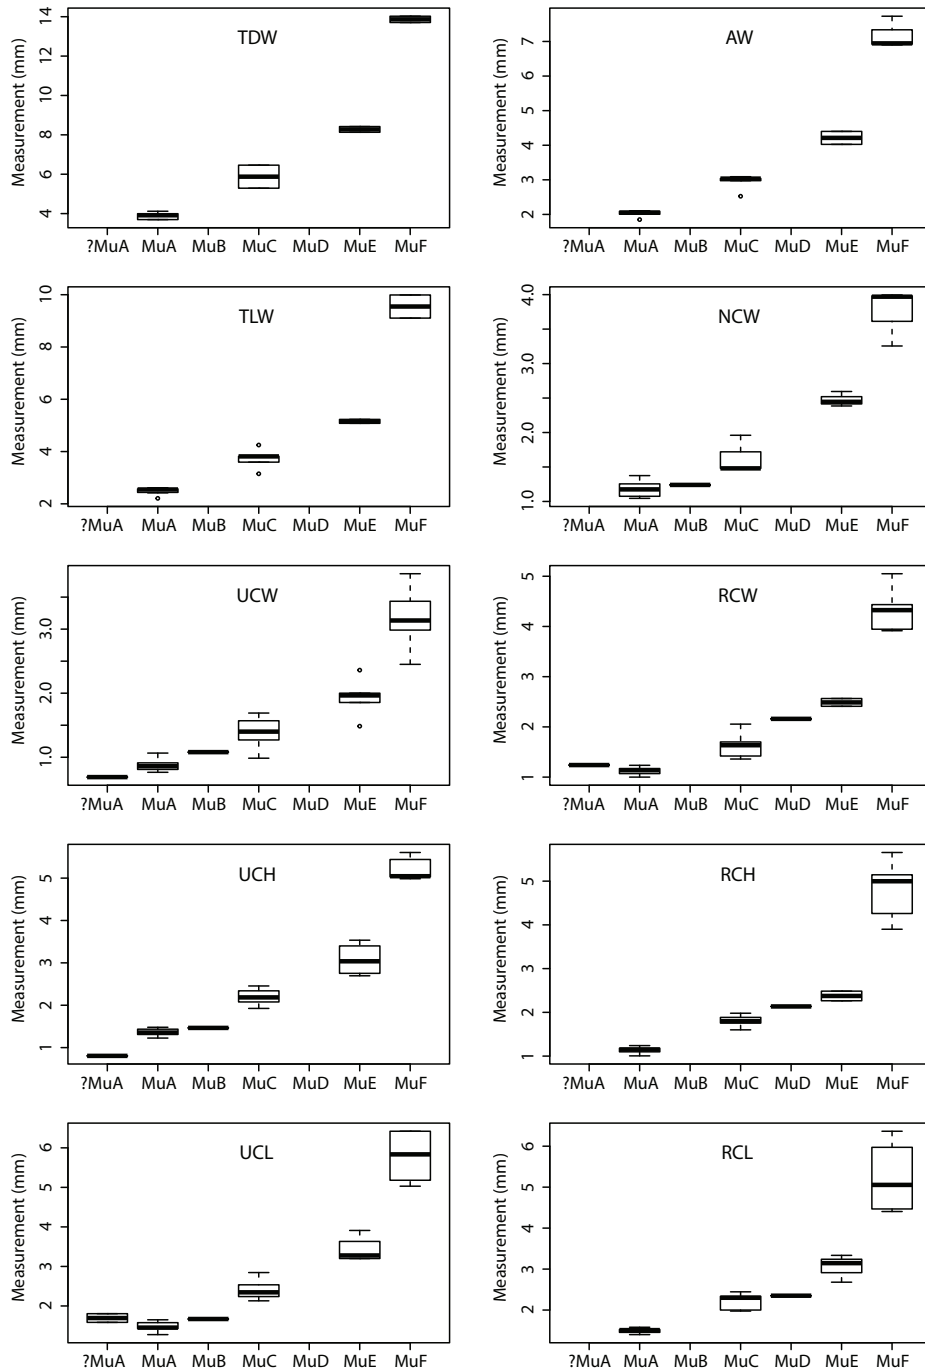 TDW
Measurement (mm)
14
12
10
8
6
4
?MuA MuA MuB MuC MuD MuE MuF
AW
Measurement (mm)
7
6
5
4
3
2
?MuA MuA MuB MuC MuD MuE MuF
TLW
Measurement (mm)
10
8
6
4
2
?MuA MuA MuB MuC MuD MuE MuF
NCW
Measurement (mm)
4.0
3.0
2.0
1.0
?MuA MuA MuB MuC MuD MuE MuF
UCW
Measurement (mm)
3.0
2.0
1.0
?MuA MuA MuB MuC MuD MuE MuF
RCW
Measurement (mm)
5
4
3
2
1
?MuA MuA MuB MuC MuD MuE MuF
UCH
Measurement (mm)
5
4
3
2
1
?MuA MuA MuB MuC MuD MuE MuF
RCH
Measurement (mm)
5
4
3
2
1
?MuA MuA MuB MuC MuD MuE MuF
UCL
Measurement (mm)
6
5
4
3
2
?MuA MuA MuB MuC MuD MuE MuF
RCL
Measurement (mm)
6
5
4
3
2
?MuA MuA MuB MuC MuD MuE MuF